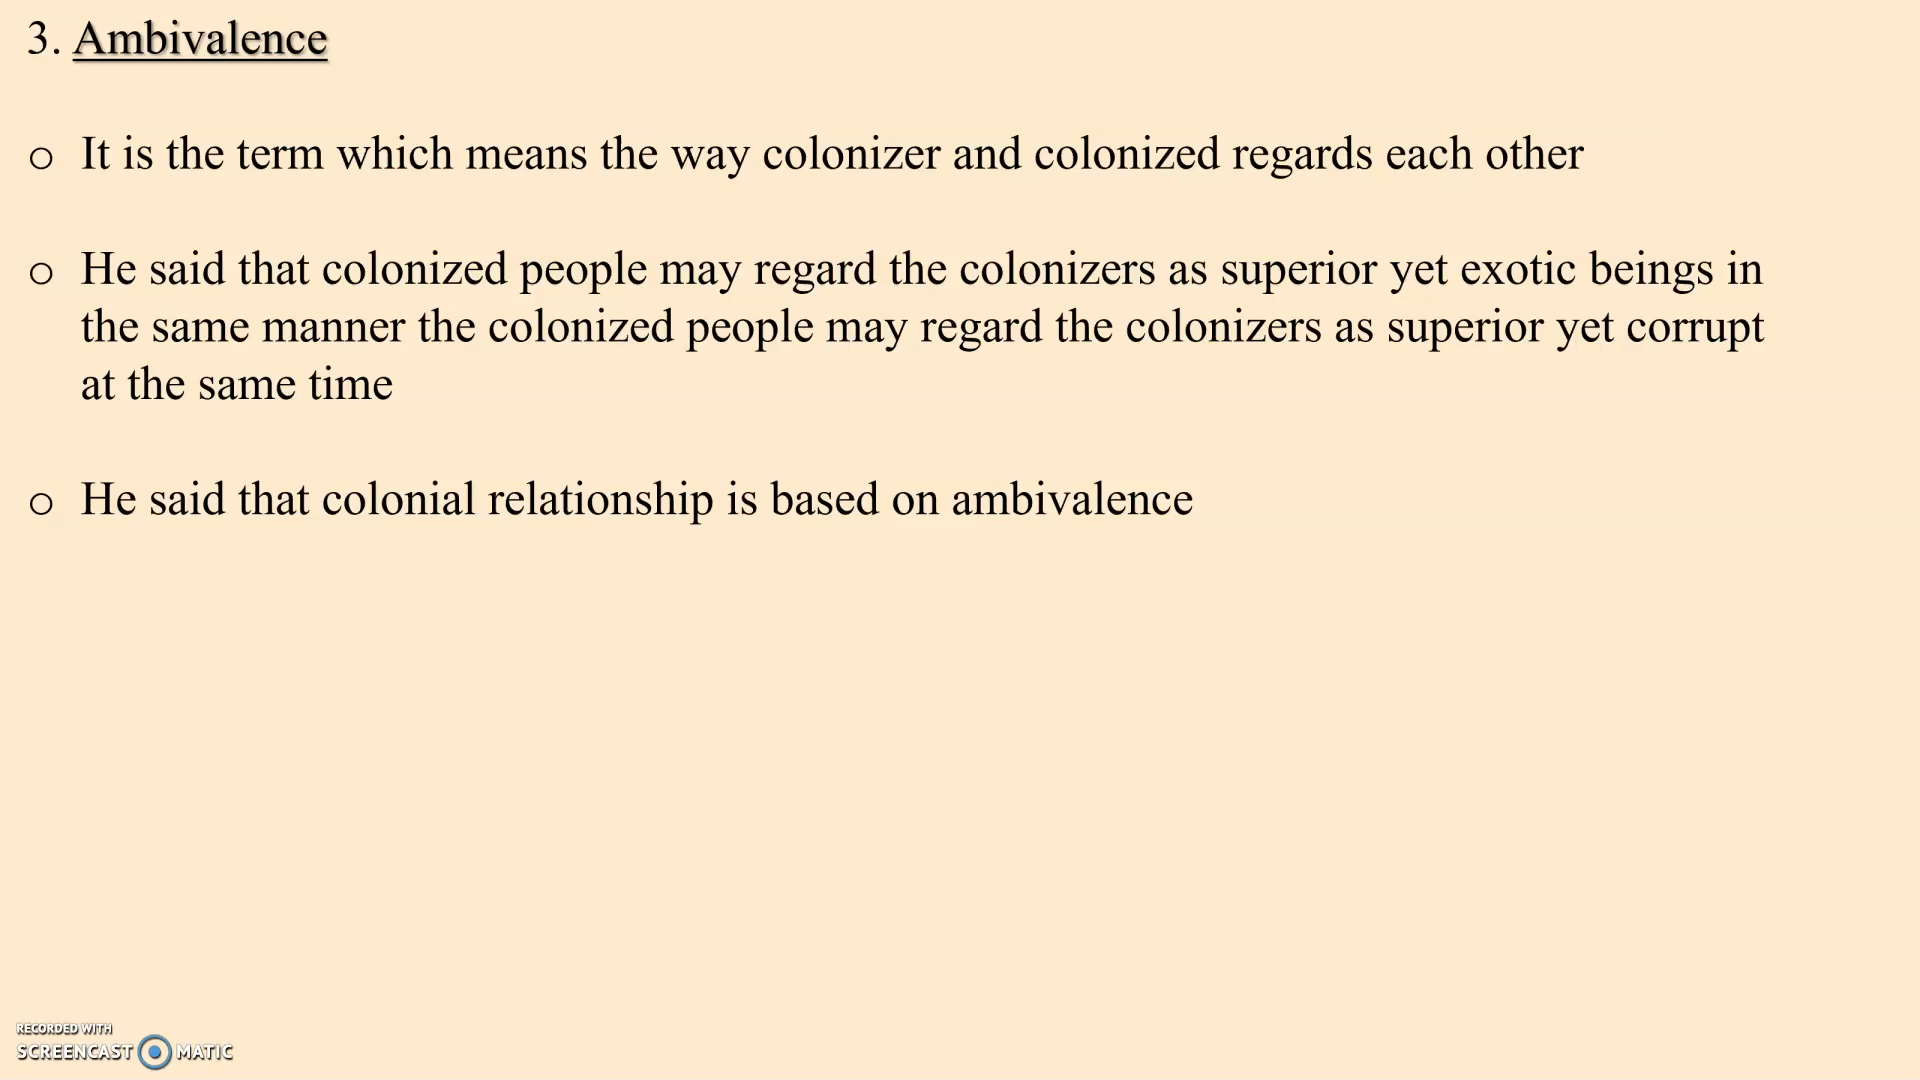 3. Ambivalence
o It is the term which means the way colonizer and colonized regards each other
o He said that colonized people may regard the colonizers as superior yet exotic beings in
the same manner the colonized people may regard the colonizers as superior yet corrupt
at the same time
o He said that colonial relationship is based on ambivalence
RECORDED WITH
SCREENCAST MATIC